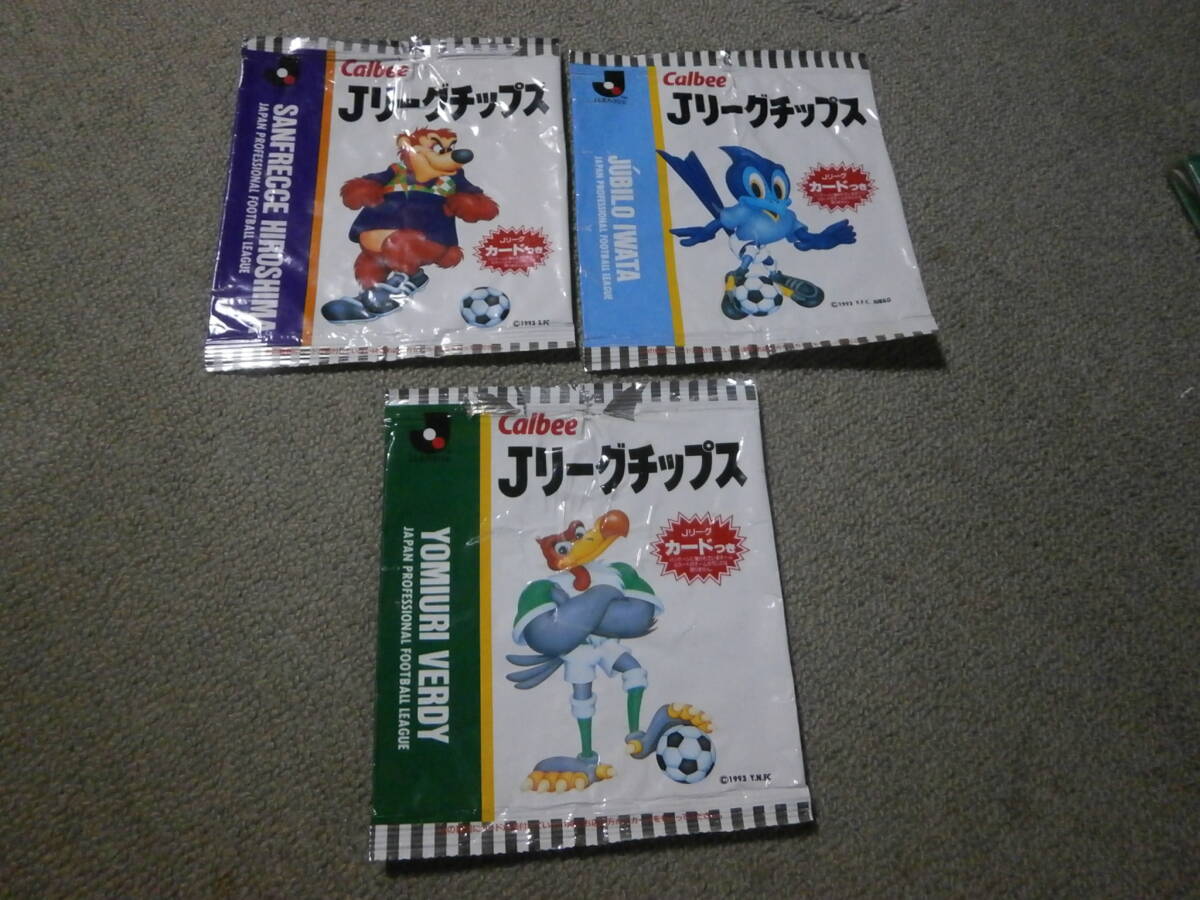 Calbee
Jリーグチップス
SANFRECCE HIROSHIMA
JAPAN PROFESSIONAL FOOTBALL LEAGUE
Jリーグ
カードつき
©1993 S.FC
Calbee
Jリーグチップス
JÚBILO IWATA
JAPAN PROFESSIONAL FOOTBALL LEAGUE
Jリーグ
カードつき
©1993 Y.F.C.
Calbee
Jリーグチップス
YOMIURI VERDY
JAPAN PROFESSIONAL FOOTBALL LEAGUE
Jリーグ
カードつき
©1993 Y.N.FC